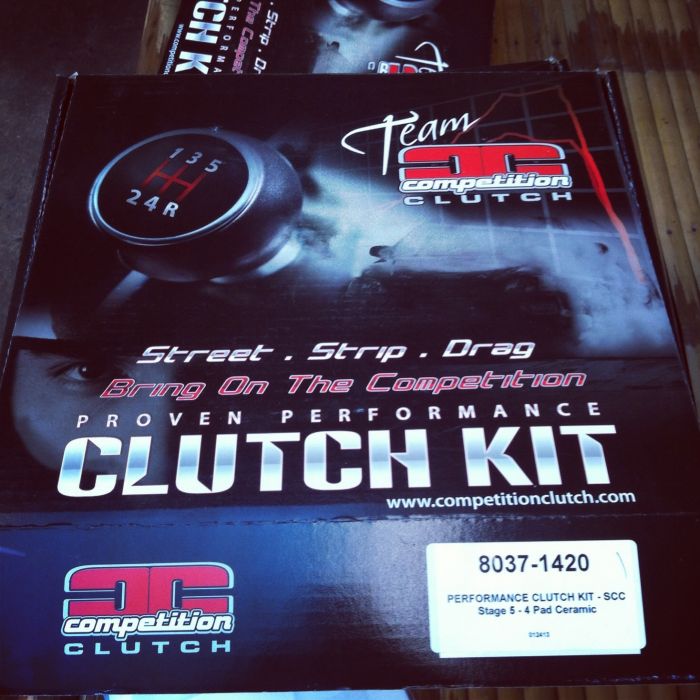 Team
CC
competition
CLUTCH
1 3 5
2 4 R
Street . Strip . Drag
Bring On The Competition
PROVEN PERFORMANCE
CLUTCH KIT
www.competitionclutch.com
CC
competition
CLUTCH
8037-1420
PERFORMANCE CLUTCH KIT - SCC
Stage 5 - 4 Pad Ceramic